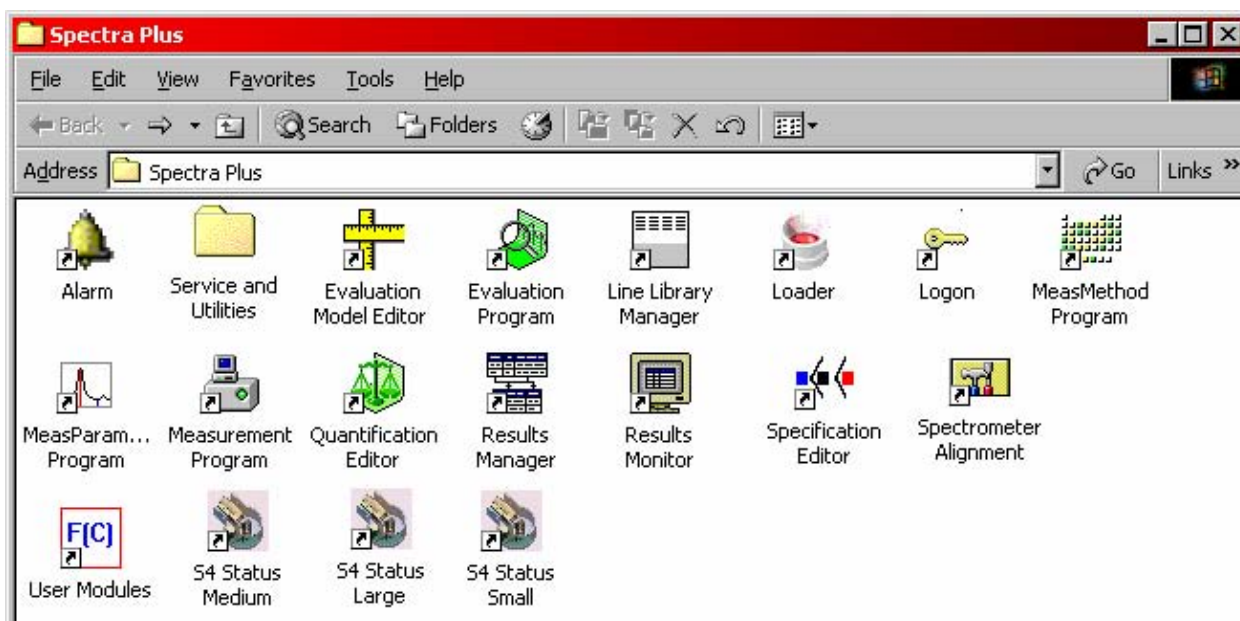 Spectra Plus
File Edit View Favorites Tools Help
Back Search Folders
Address Spectra Plus Go Links »
Alarm
Service and
Utilities
Evaluation
Model Editor
Evaluation
Program
Line Library
Manager
Loader
Logon
MeasMethod
Program
MeasParam...
Program
Measurement
Program
Quantification
Editor
Results
Manager
Results
Monitor
Specification
Editor
Spectrometer
Alignment
F(C)
User Modules
S4 Status
Medium
S4 Status
Large
S4 Status
Small